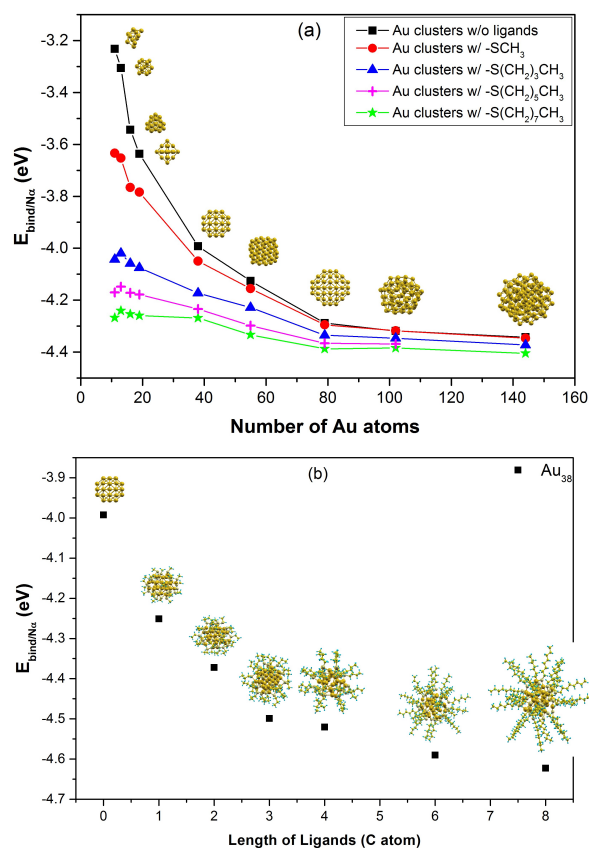 (a)
Au clusters w/o ligands
Au clusters w/ -SCH3
Au clusters w/ -S(CH2)3CH3
Au clusters w/ -S(CH2)5CH3
Au clusters w/ -S(CH2)7CH3
-3.2
-3.4
-3.6
-3.8
-4.0
-4.2
-4.4
Ebind/Nα (eV)
0 20 40 60 80 100 120 140 160
Number of Au atoms
(b)
Au38
-3.9
-4.0
-4.1
-4.2
-4.3
-4.4
-4.5
-4.6
-4.7
Ebind/Nα (eV)
0 1 2 3 4 5 6 7 8
Length of Ligands (C atom)